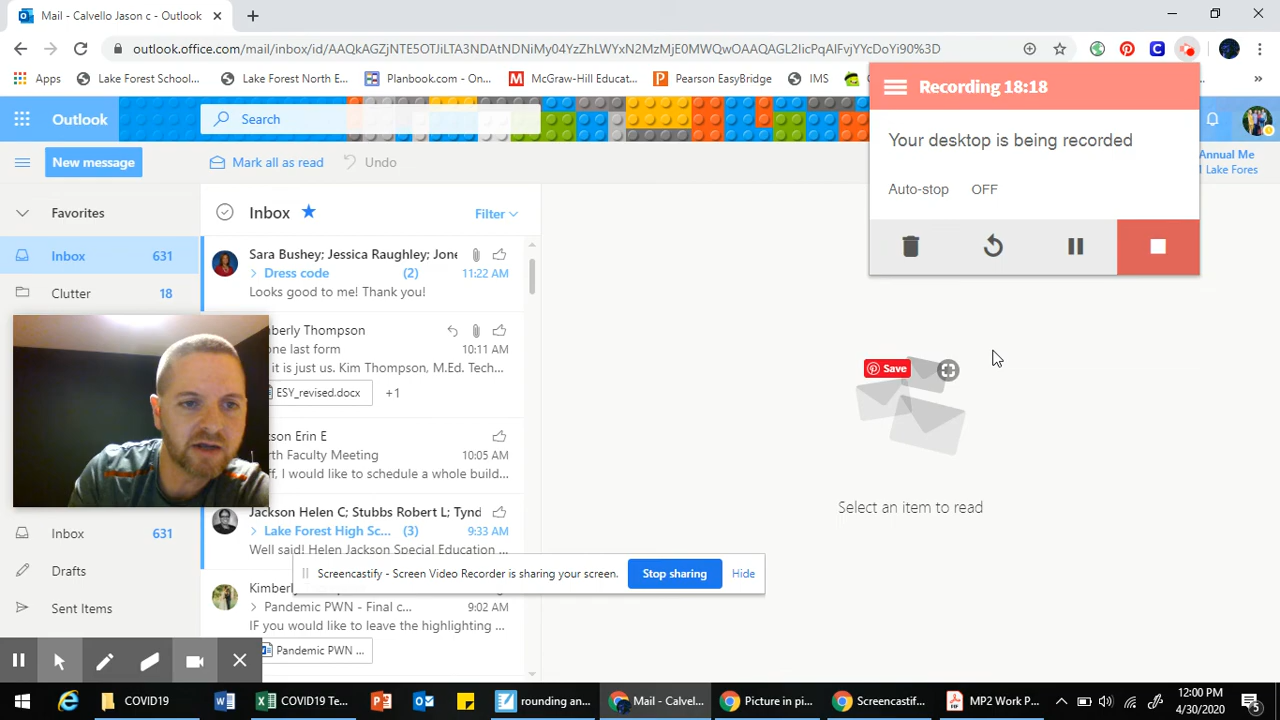 Mail - Calvello Jason c - Outlook
outlook.office.com/mail/inbox/id/AAQkAGZjNTE5OTJiLTA3NDAtNDNiMy04YzZhLWYxN2MzMjE0MWQwOAAQAGL2IicPqAlFvjYYcDoYi90%3D
Apps Lake Forest School... Lake Forest North E... Planbook.com - On... McGraw-Hill Educat... Pearson EasyBridge IMS »
Recording 18:18
Your desktop is being recorded
Auto-stop OFF
Outlook Search
Annual Me
Lake Fores
New message Mark all as read Undo
Favorites
Inbox 631
Clutter 18
Inbox 631
Drafts
Sent Items
Inbox Filter
Sara Bushey; Jessica Raughley; Jone
Dress code (2) 11:22 AM
Looks good to me! Thank you!
berly Thompson
one last form 10:11 AM
it is just us. Kim Thompson, M.Ed. Tech...
ESY_revised.docx +1
son Erin E
rth Faculty Meeting 10:05 AM
ff, I would like to schedule a whole build...
Jackson Helen C; Stubbs Robert L; Tynd
Lake Forest High Sc... (3) 9:33 AM
Well said! Helen Jackson Special Education ...
Kimberly
Pandemic PWN - Final c... 9:02 AM
IF you would like to leave the highlighting ...
Pandemic PWN ...
Save
Select an item to read
Screencastify - Screen Video Recorder is sharing your screen. Stop sharing Hide
COVID19 COVID19 Te... rounding an... Mail - Calvel... Picture in pi... Screencastif... MP2 Work P...
12:00 PM
4/30/2020
5